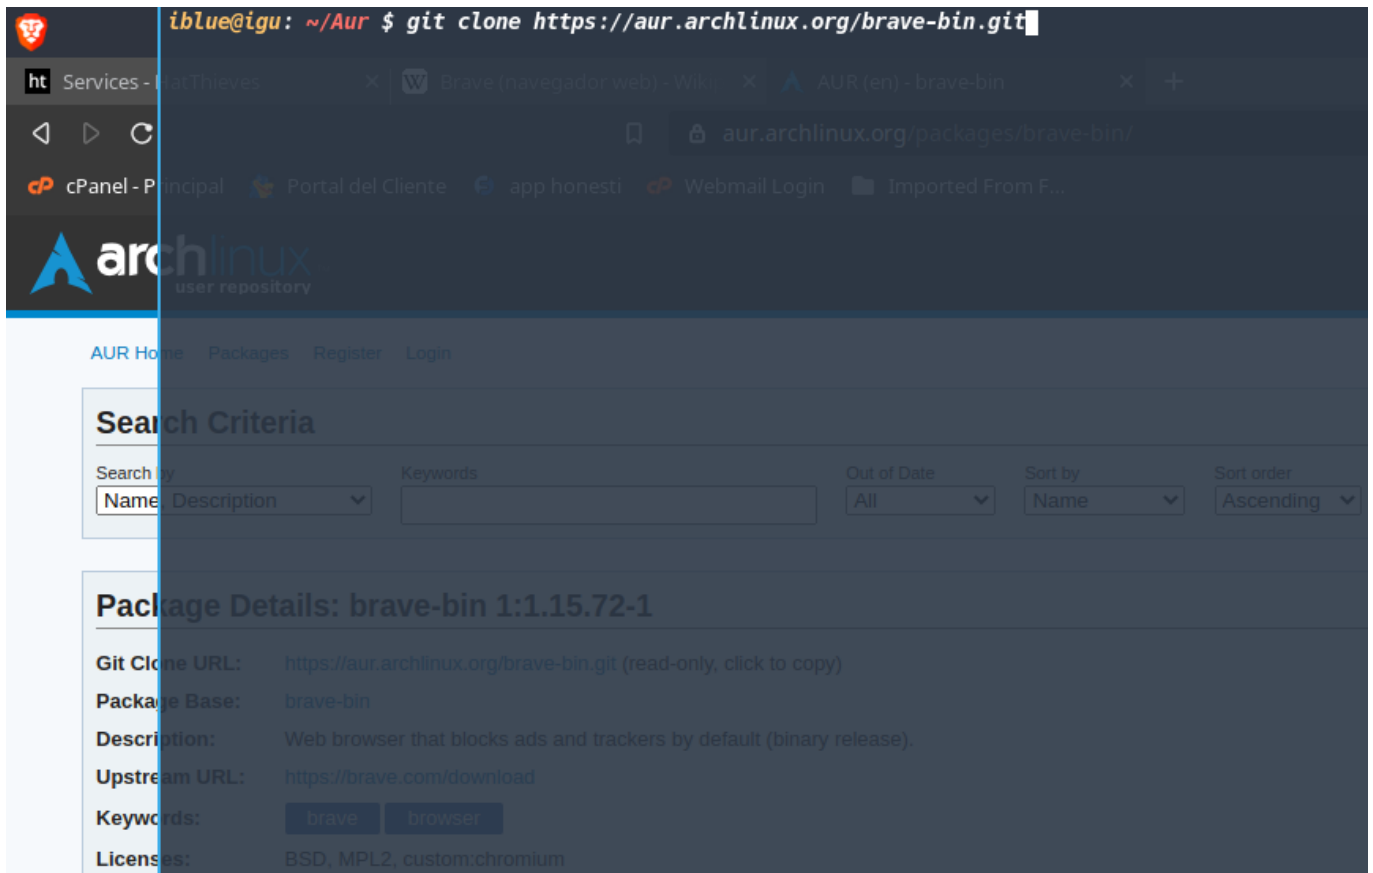 iblue@igu: ~/Aur $ git clone https://aur.archlinux.org/brave-bin.git
ht Services - HatThieves W Brave (navegador web) - Wiki AUR (en) - brave-bin
aur.archlinux.org/packages/brave-bin/
cPanel - Principal Portal del Cliente app honesti Webmail Login Imported From F...
archlinux
user repository
AUR Home Packages Register Login
Search Criteria
Search by Keywords Out of Date Sort by Sort order
Name, Description All Name Ascending
Package Details: brave-bin 1:1.15.72-1
Git Clone URL: https://aur.archlinux.org/brave-bin.git (read-only, click to copy)
Package Base: brave-bin
Description: Web browser that blocks ads and trackers by default (binary release).
Upstream URL: https://brave.com/download
Keywords: brave browser
Licenses: BSD, MPL2, custom:chromium